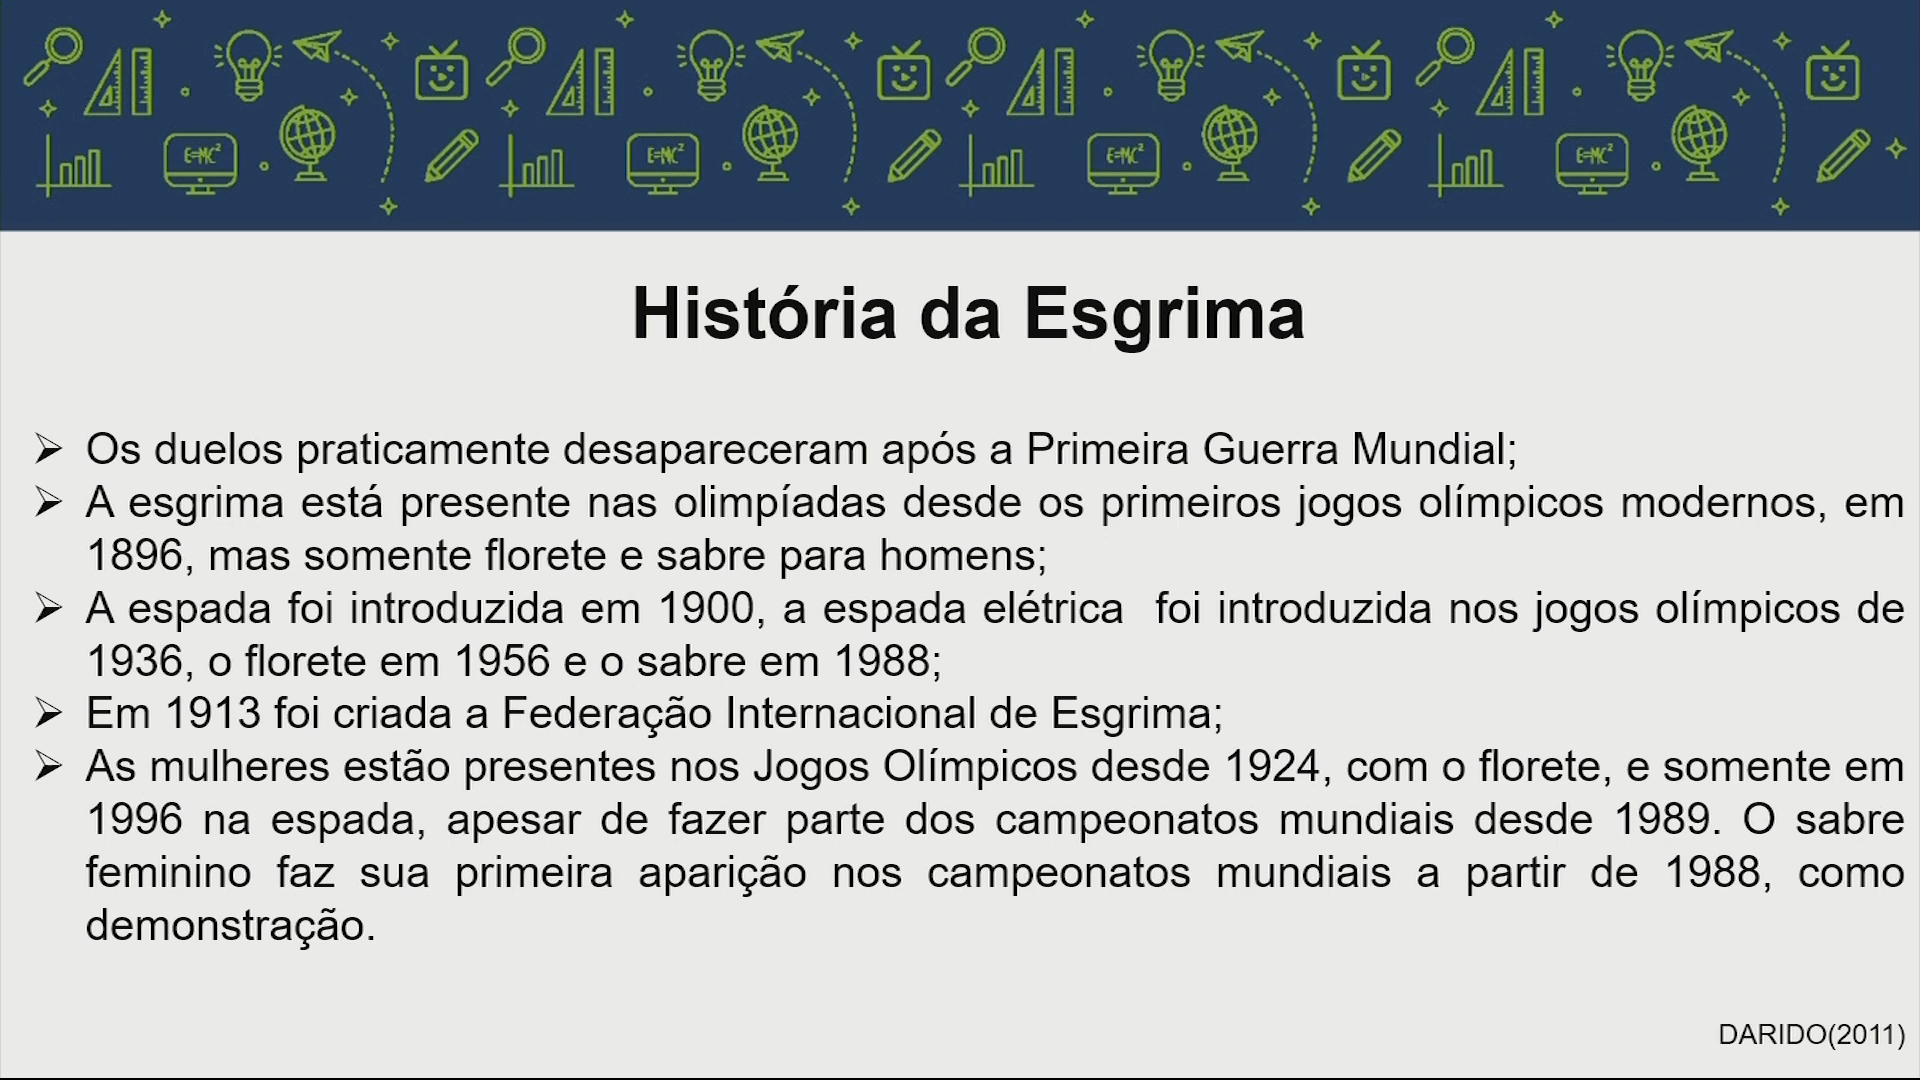 E=MC² E=MC² E=MC² E=MC²
História da Esgrima
➢ Os duelos praticamente desapareceram após a Primeira Guerra Mundial;
➢ A esgrima está presente nas olimpíadas desde os primeiros jogos olímpicos modernos, em
1896, mas somente florete e sabre para homens;
➢ A espada foi introduzida em 1900, a espada elétrica foi introduzida nos jogos olímpicos de
1936, o florete em 1956 e o sabre em 1988;
➢ Em 1913 foi criada a Federação Internacional de Esgrima;
➢ As mulheres estão presentes nos Jogos Olímpicos desde 1924, com o florete, e somente em
1996 na espada, apesar de fazer parte dos campeonatos mundiais desde 1989. O sabre
feminino faz sua primeira aparição nos campeonatos mundiais a partir de 1988, como
demonstração.
DARIDO(2011)